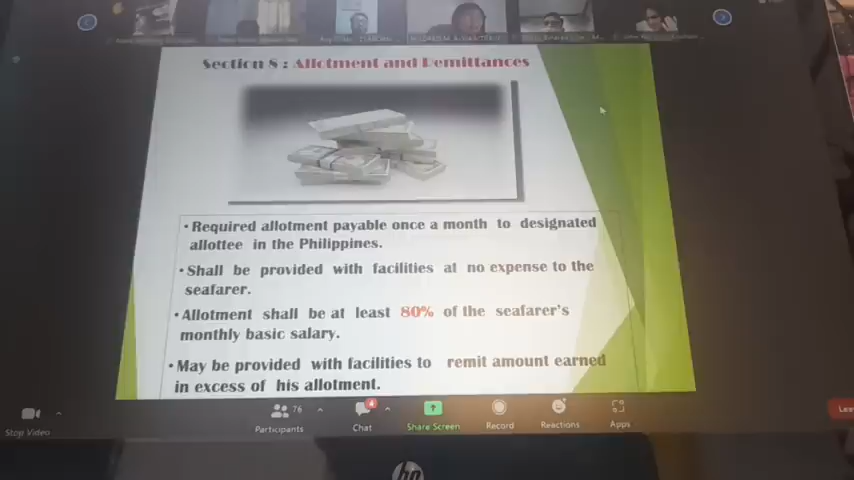 Section 8 : Allotment and Remittances
• Required allotment payable once a month to designated
allottee in the Philippines.
• Shall be provided with facilities at no expense to the
seafarer.
• Allotment shall be at least 80% of the seafarer's
monthly basic salary.
• May be provided with facilities to remit amount earned
in excess of his allotment.
76
4
Stop Video
Participants
Chat
Share Screen
Record
Reactions
Apps
hp